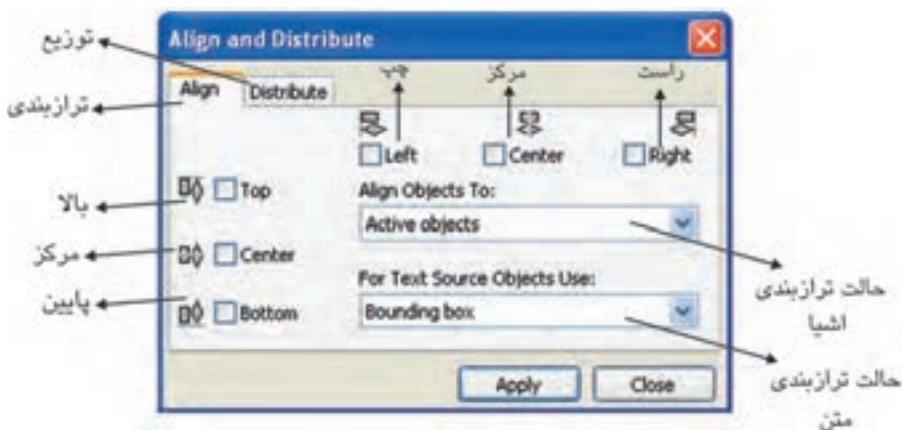 Align and Distribute
توزیع
Align
Distribute
ترازبندی
چپ
مرکز
راست
Left
Center
Right
Top
بالا
Align Objects To:
Active objects
Center
مرکز
For Text Source Objects Use:
Bottom
پایین
Bounding box
حالت ترازبندی
اشیا
Apply
Close
حالت ترازبندی
متن